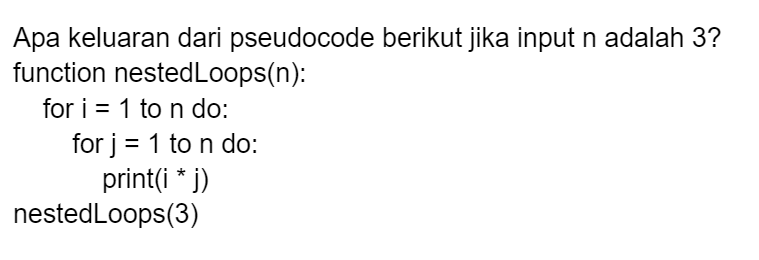 Apa keluaran dari pseudocode berikut jika input n adalah 3?
function nestedLoops(n):
for i = 1 to n do:
for j = 1 to n do:
print(i * j)
nestedLoops(3)